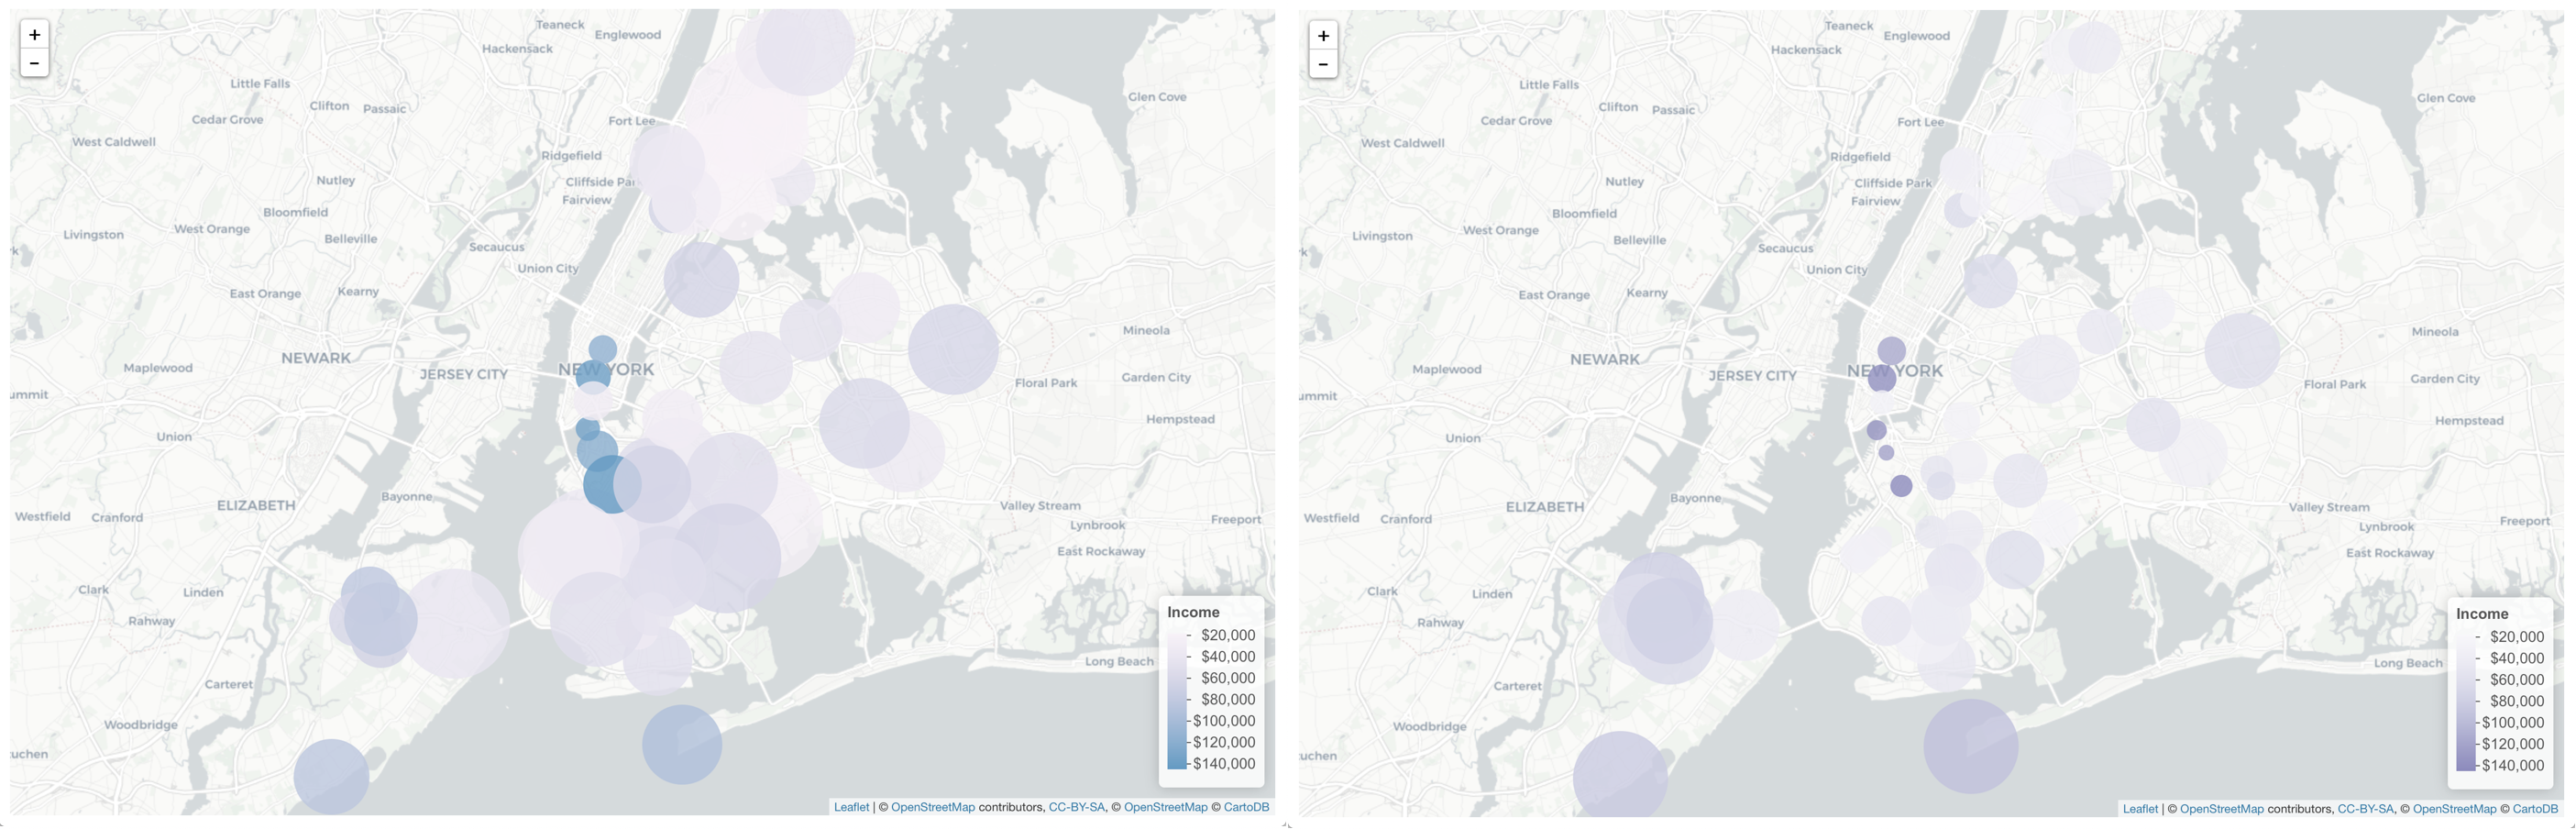 +
−
Teaneck
Englewood
Hackensack
Little Falls
Clifton
Passaic
Glen Cove
Cedar Grove
Fort Lee
West Caldwell
Ridgefield
Nutley
Cliffside Par
Fairview
Bloomfield
West Orange
Livingston
Belleville
Secaucus
Union City
East Orange
Kearny
Mineola
NEWARK
Maplewood
JERSEY CITY
NEW YORK
Floral Park
Garden City
ummit
Hempstead
Union
Bayonne
ELIZABETH
Valley Stream
Westfield
Cranford
Lynbrook
Freeport
East Rockaway
Clark
Linden
Rahway
Long Beach
Carteret
Woodbridge
tuchen
Income
$20,000
$40,000
$60,000
$80,000
$100,000
$120,000
$140,000
Leaflet | © OpenStreetMap contributors, CC-BY-SA, © OpenStreetMap © CartoDB
+
−
Teaneck
Englewood
Hackensack
Little Falls
Clifton
Passaic
Glen Cove
Cedar Grove
Fort Lee
West Caldwell
Ridgefield
Nutley
Cliffside Park
Fairview
Bloomfield
West Orange
Livingston
Belleville
Secaucus
Union City
East Orange
Kearny
Mineola
NEWARK
Maplewood
JERSEY CITY
NEW YORK
Floral Park
Garden City
ummit
Hempstead
Union
Bayonne
ELIZABETH
Valley Stream
Westfield
Cranford
Lynbrook
Freeport
East Rockaway
Clark
Linden
Rahway
Long Beach
Carteret
Woodbridge
tuchen
Income
$20,000
$40,000
$60,000
$80,000
$100,000
$120,000
$140,000
Leaflet | © OpenStreetMap contributors, CC-BY-SA, © OpenStreetMap © CartoDB